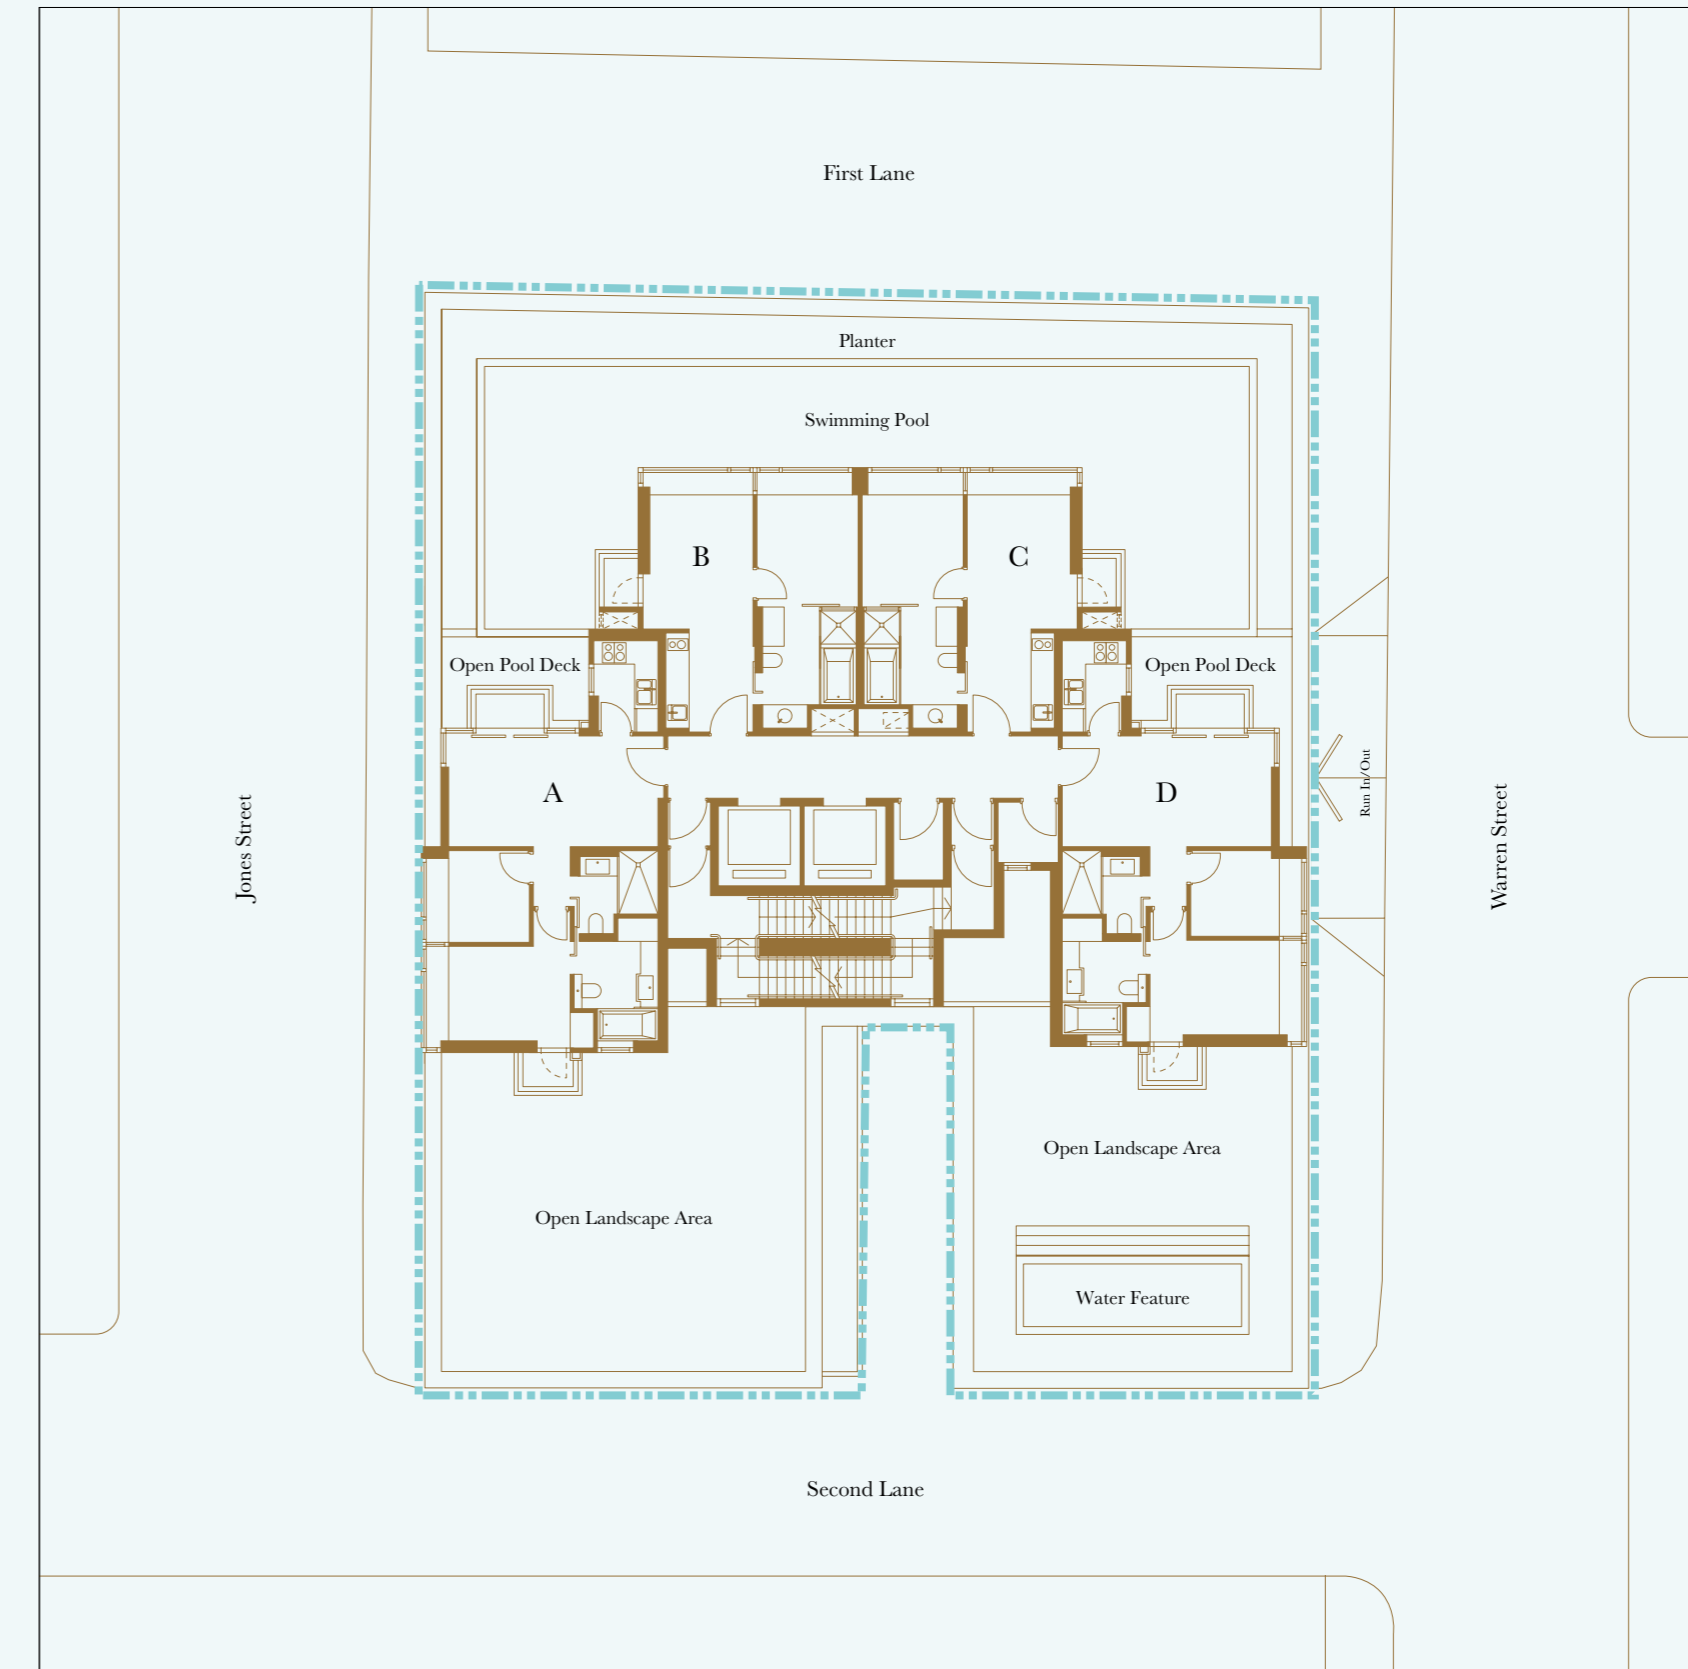 First Lane
Planter
Swimming Pool
B
C
Open Pool Deck
Open Pool Deck
A
D
Run In/Out
Jones Street
Warren Street
Open Landscape Area
Open Landscape Area
Water Feature
Second Lane